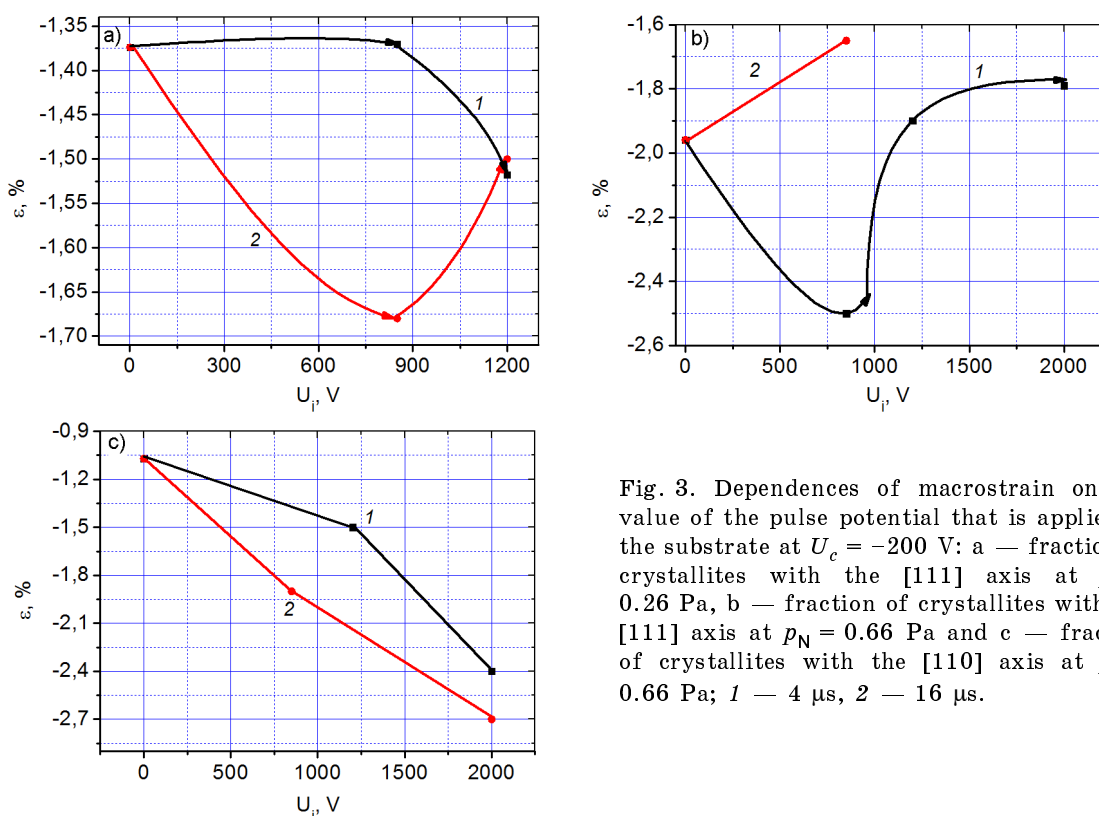 a)
-1,35
-1,40
-1,45
-1,50
-1,55
-1,60
-1,65
-1,70
ε, %
1
2
0 300 600 900 1200
U_i, V
b)
-1,6
-1,8
-2,0
-2,2
-2,4
-2,6
ε, %
2
1
0 500 1000 1500 2000
U_i, V
c)
-0,9
-1,2
-1,5
-1,8
-2,1
-2,4
-2,7
ε, %
1
2
0 500 1000 1500 2000
U_i, V
Fig. 3. Dependences of macrostrain on
value of the pulse potential that is applie
the substrate at U_c = −200 V: a — fractio
crystallites with the [111] axis at
0.26 Pa, b — fraction of crystallites with
[111] axis at p_N = 0.66 Pa and c — frac
of crystallites with the [110] axis at
0.66 Pa; 1 — 4 μs, 2 — 16 μs.